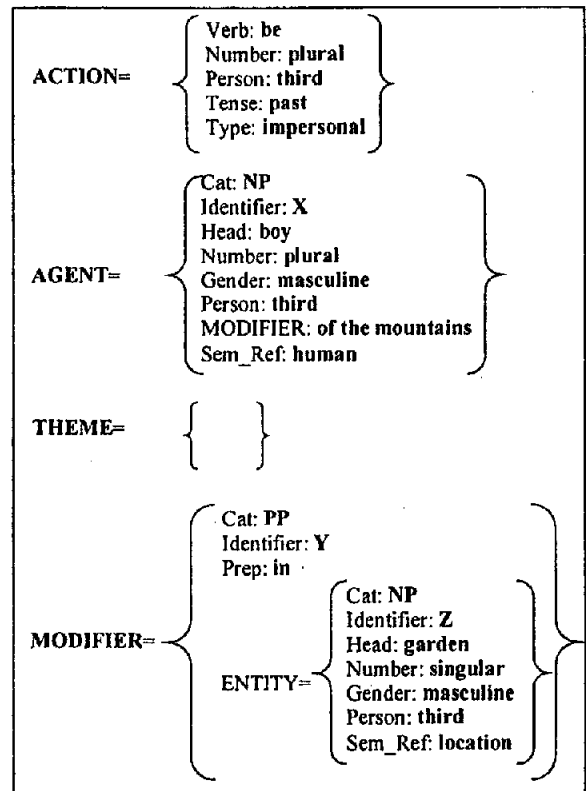 Verb: be
Number: plural
ACTION= Person: third
Tense: past
Type: impersonal
Cat: NP
Identifier: X
Head: boy
Number: plural
AGENT= Gender: masculine
Person: third
MODIFIER: of the mountains
Sem_Ref: human
THEME= { }
Cat: PP
Identifier: Y
Prep: in
Cat: NP
Identifier: Z
MODIFIER= Head: garden
Number: singular
ENTITY= Gender: masculine
Person: third
Sem_Ref: location